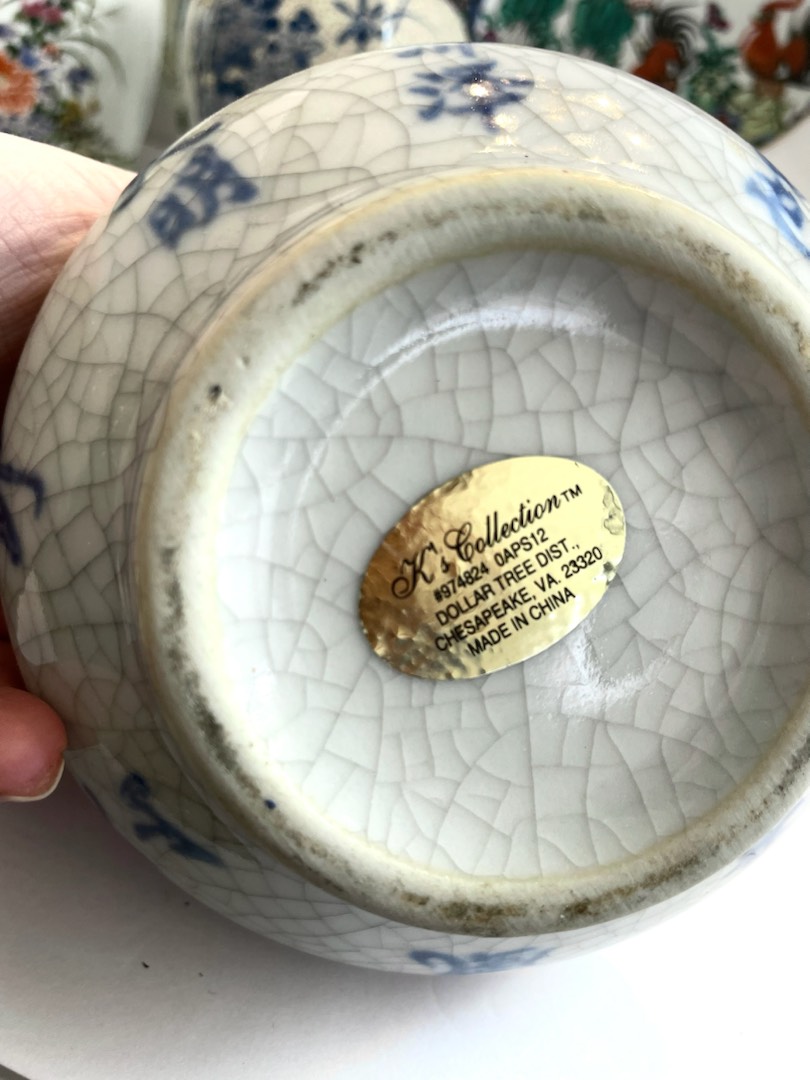 K's Collection™
#974824 0APS12
DOLLAR TREE DIST.,
CHESAPEAKE, VA. 23320
MADE IN CHINA